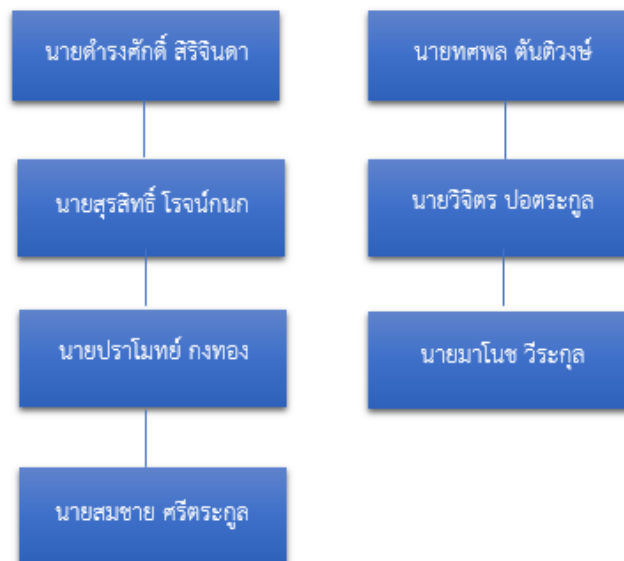 นายดำรงศักดิ์ สิริจินดา
นายสุรสิทธิ์ โรจน์กนก
นายปราโมทย์ กงทอง
นายสมชาย ศรีตระกูล
นายทศพล ตันติวงษ์
นายวิจิตร ปอตระกูล
นายมาโนช วีระกุล